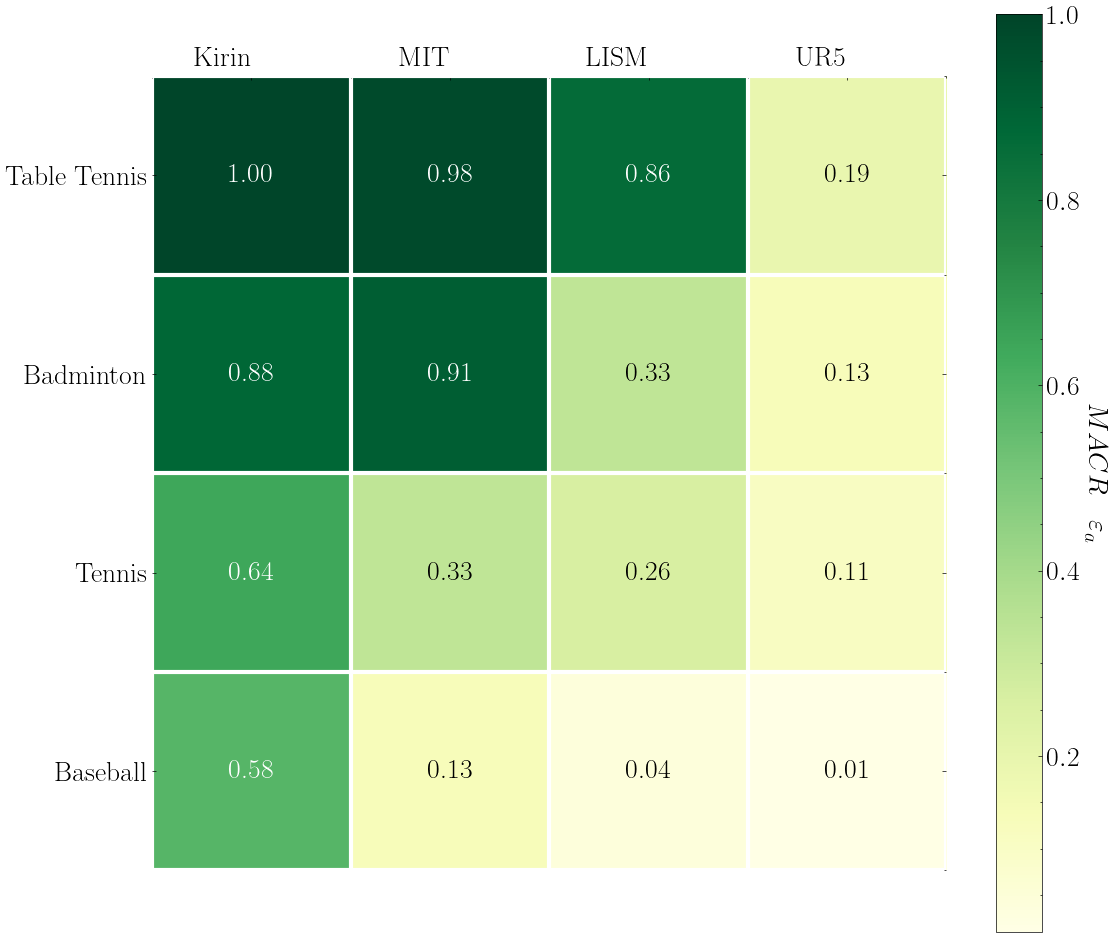 Kirin MIT LISM UR5
Table Tennis 1.00 0.98 0.86 0.19
Badminton 0.88 0.91 0.33 0.13
Tennis 0.64 0.33 0.26 0.11
Baseball 0.58 0.13 0.04 0.01
1.0
0.8
0.6
0.4
0.2
MACR ε_a